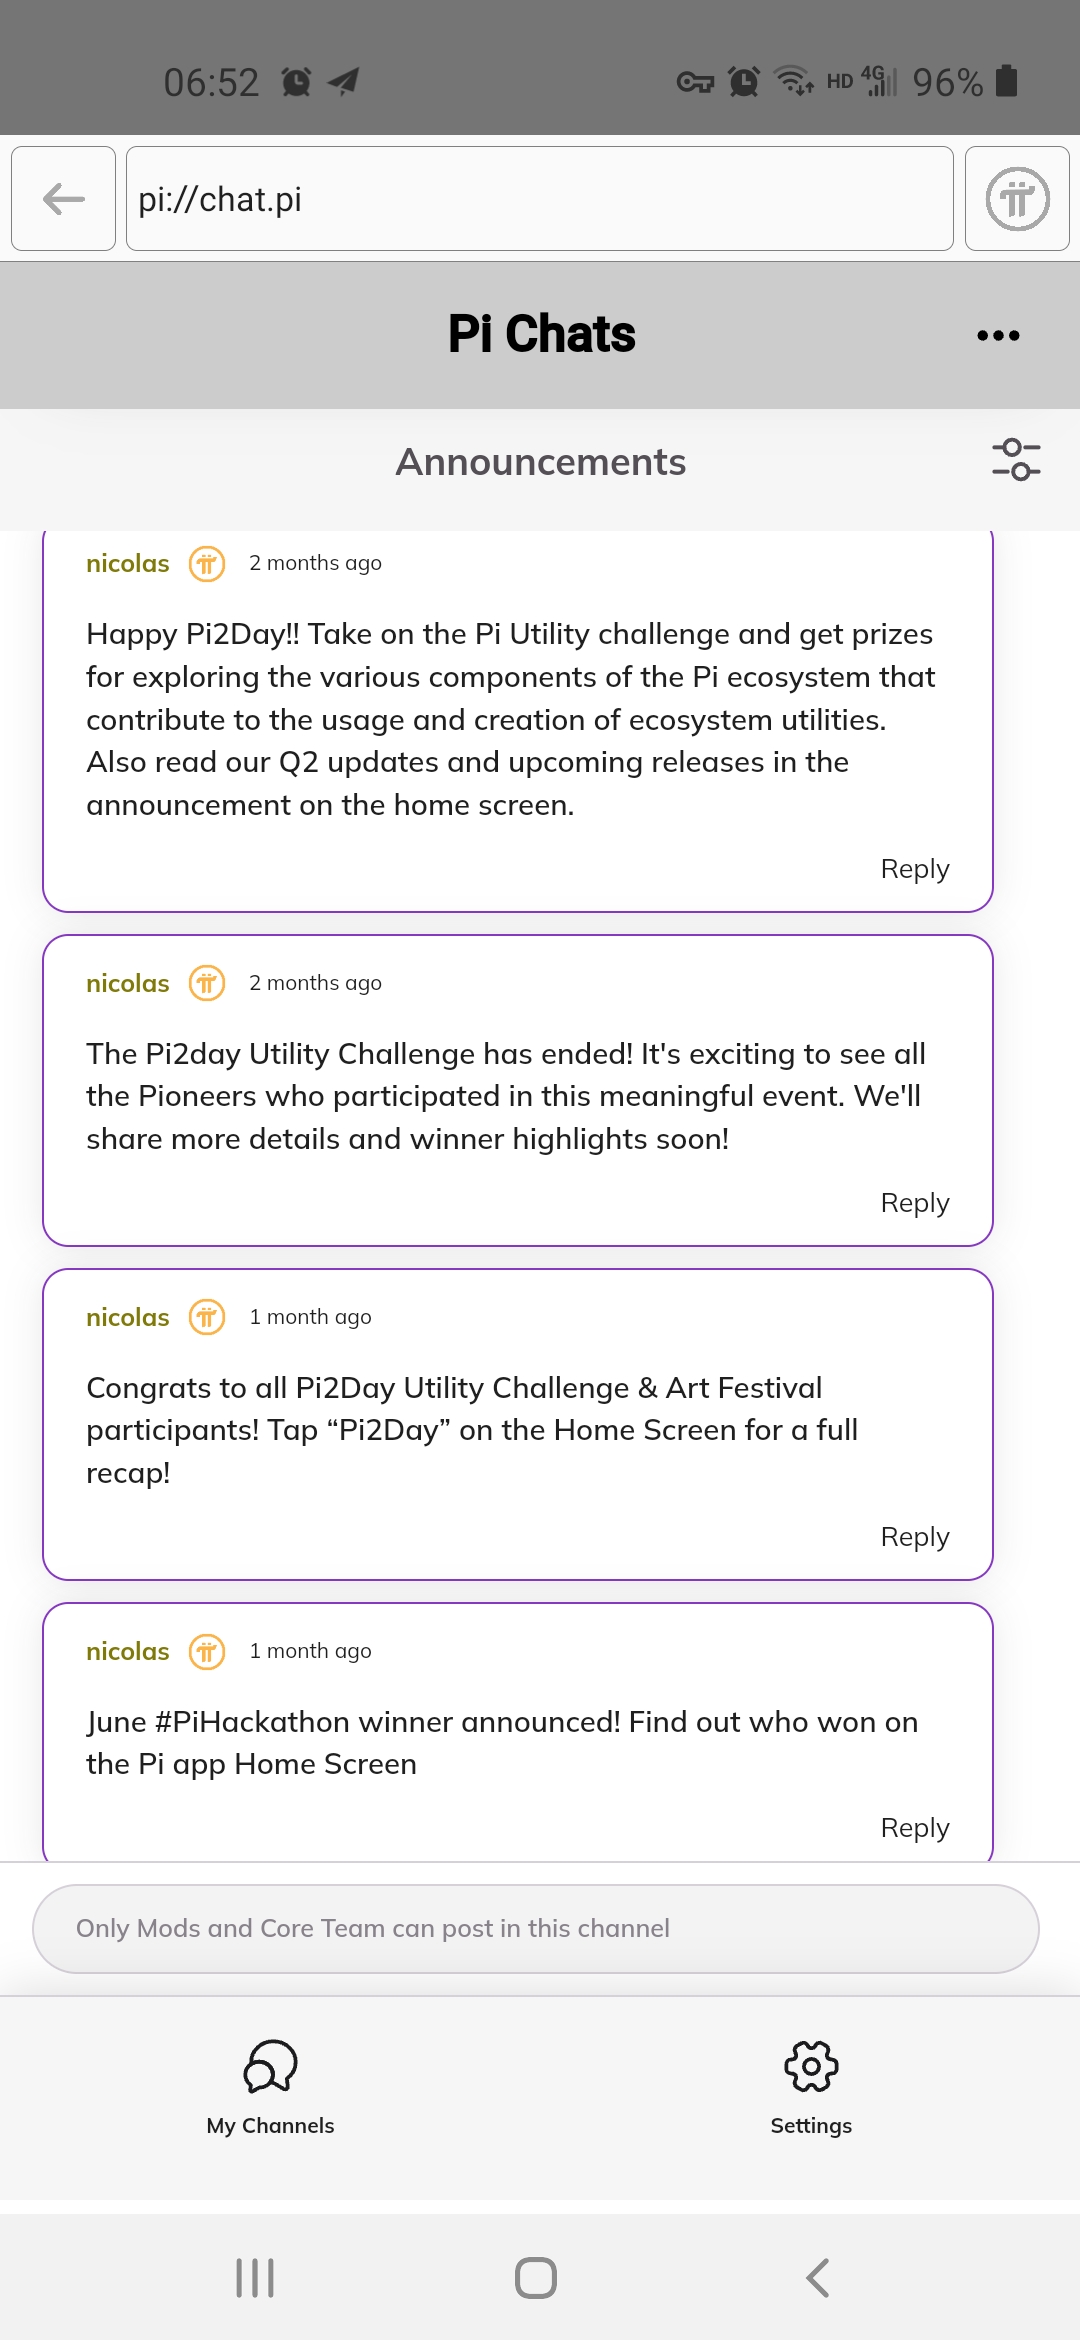 06:52 HD 4G 96%
pi://chat.pi
Pi Chats
Announcements
nicolas 2 months ago
Happy Pi2Day!! Take on the Pi Utility challenge and get prizes
for exploring the various components of the Pi ecosystem that
contribute to the usage and creation of ecosystem utilities.
Also read our Q2 updates and upcoming releases in the
announcement on the home screen.
Reply
nicolas 2 months ago
The Pi2day Utility Challenge has ended! It's exciting to see all
the Pioneers who participated in this meaningful event. We'll
share more details and winner highlights soon!
Reply
nicolas 1 month ago
Congrats to all Pi2Day Utility Challenge & Art Festival
participants! Tap “Pi2Day” on the Home Screen for a full
recap!
Reply
nicolas 1 month ago
June #PiHackathon winner announced! Find out who won on
the Pi app Home Screen
Reply
Only Mods and Core Team can post in this channel
My Channels Settings